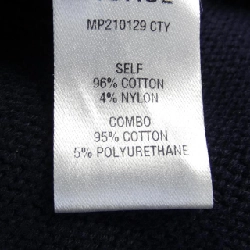 MP210129 CTY
SELF
96% COTTON
4% NYLON
COMBO
95% COTTON
5% POLYURETHANE